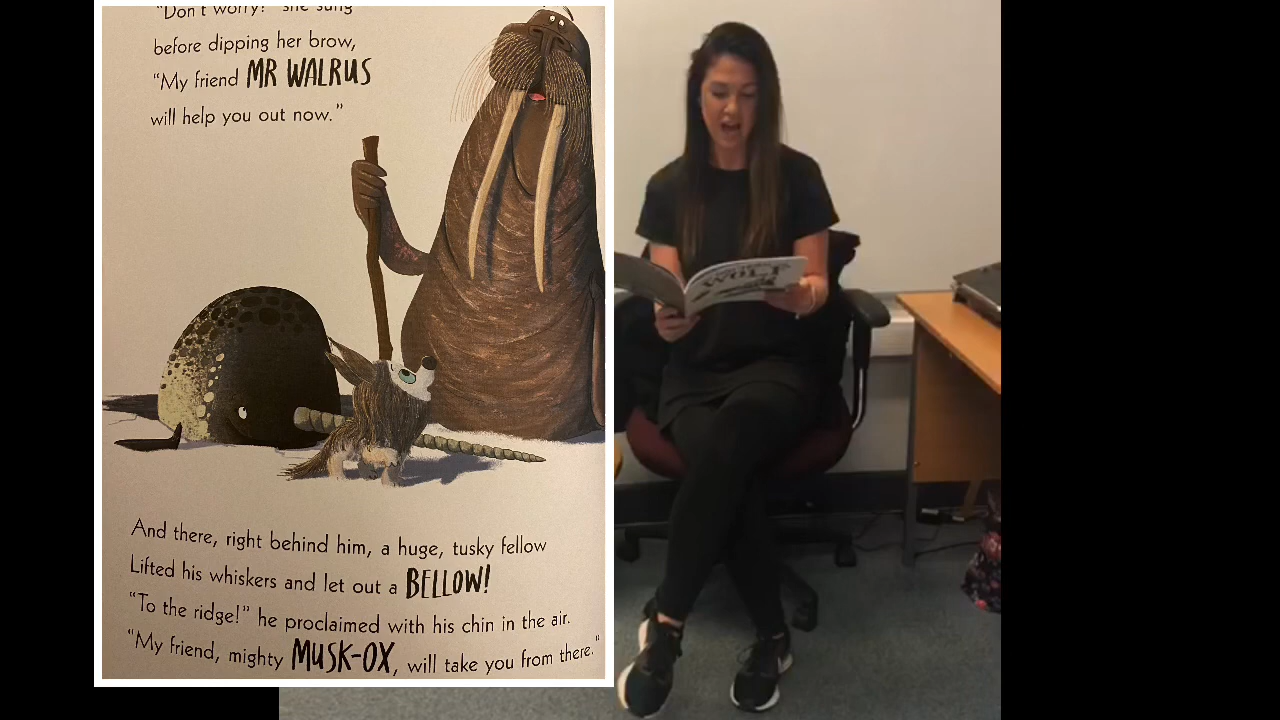 "Don't worry!" she sung
before dipping her brow,
"My friend MR WALRUS
will help you out now."
And there, right behind him, a huge, tusky fellow
Lifted his whiskers and let out a BELLOW!
"To the ridge!" he proclaimed with his chin in the air.
"My friend, mighty MUSK-OX, will take you from there."